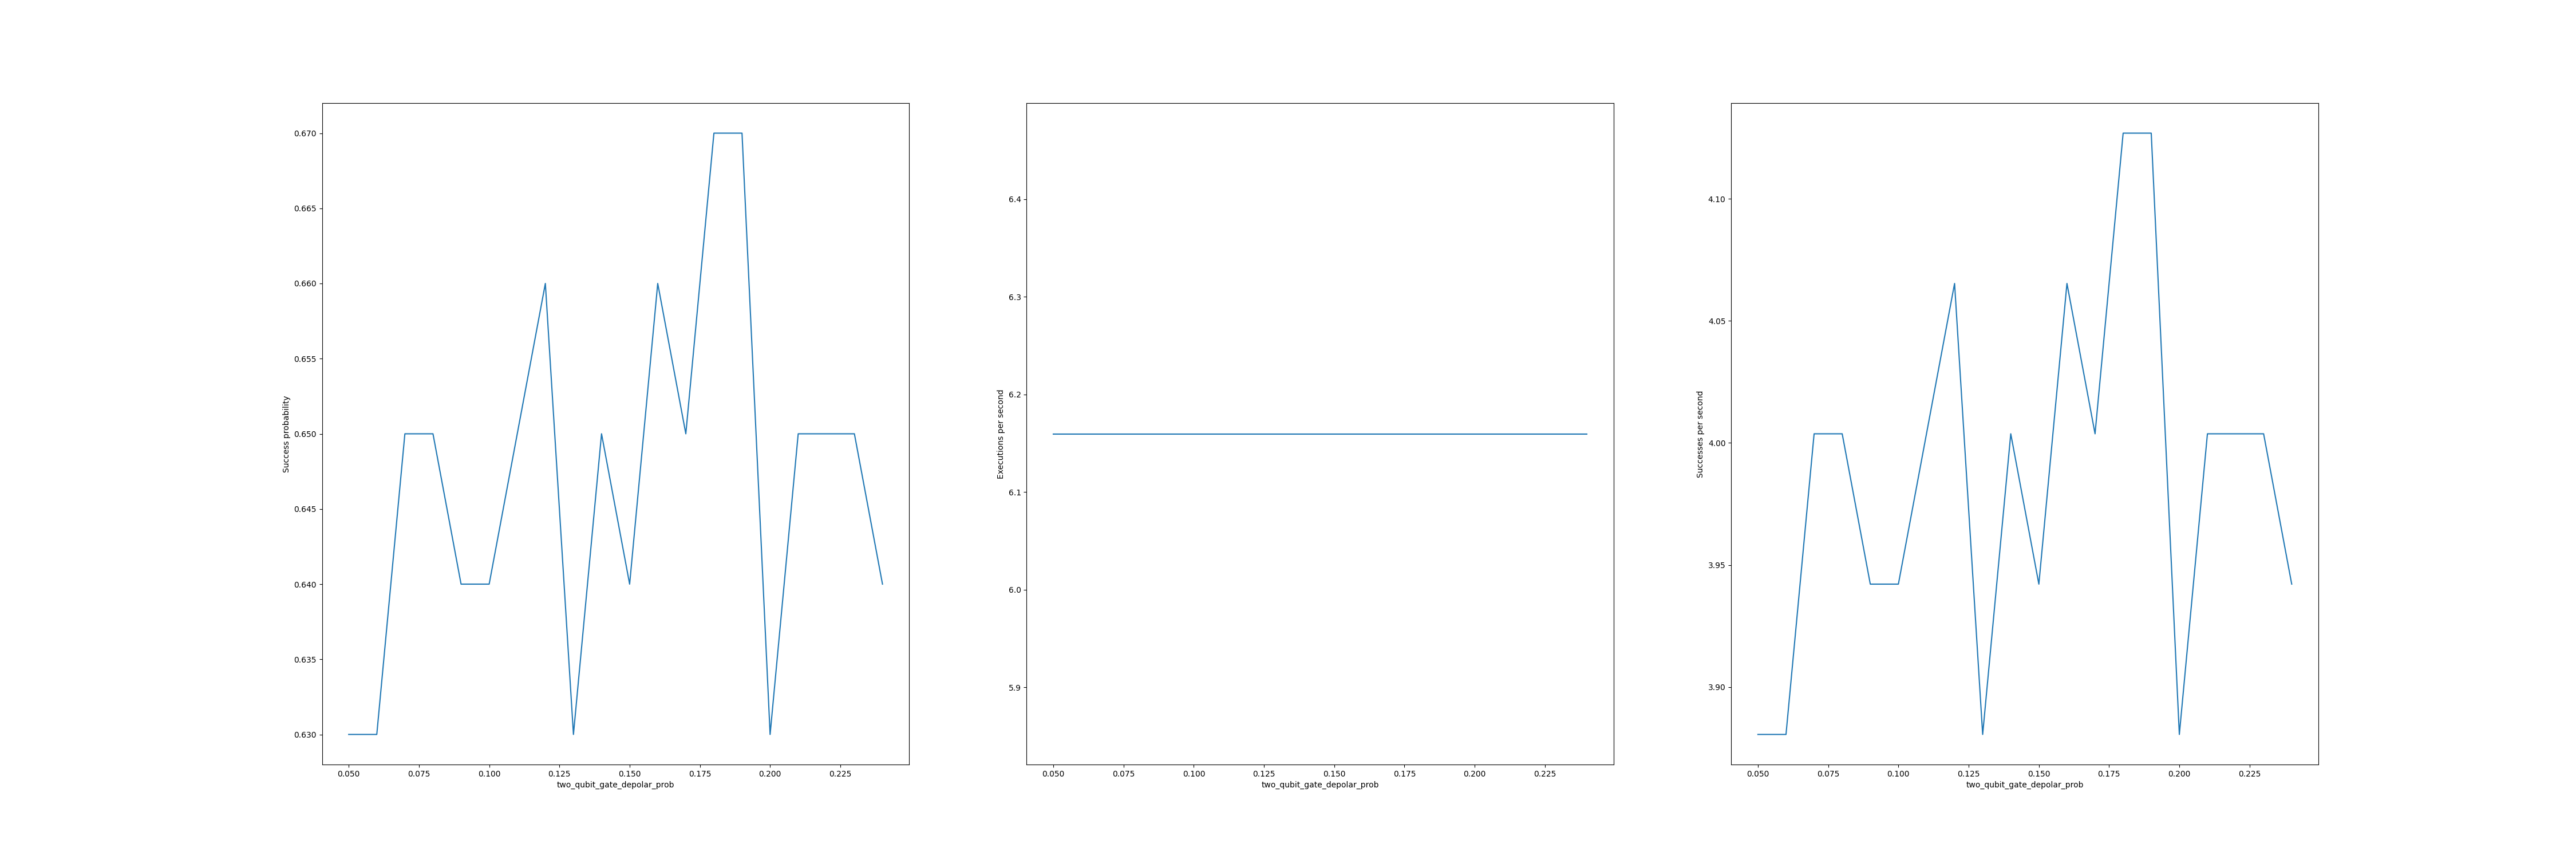 Success probability
0.670
0.665
0.660
0.655
0.650
0.645
0.640
0.635
0.630
0.050 0.075 0.100 0.125 0.150 0.175 0.200 0.225
two_qubit_gate_depolar_prob
Executions per second
6.4
6.3
6.2
6.1
6.0
5.9
0.050 0.075 0.100 0.125 0.150 0.175 0.200 0.225
two_qubit_gate_depolar_prob
Successes per second
4.10
4.05
4.00
3.95
3.90
0.050 0.075 0.100 0.125 0.150 0.175 0.200 0.225
two_qubit_gate_depolar_prob